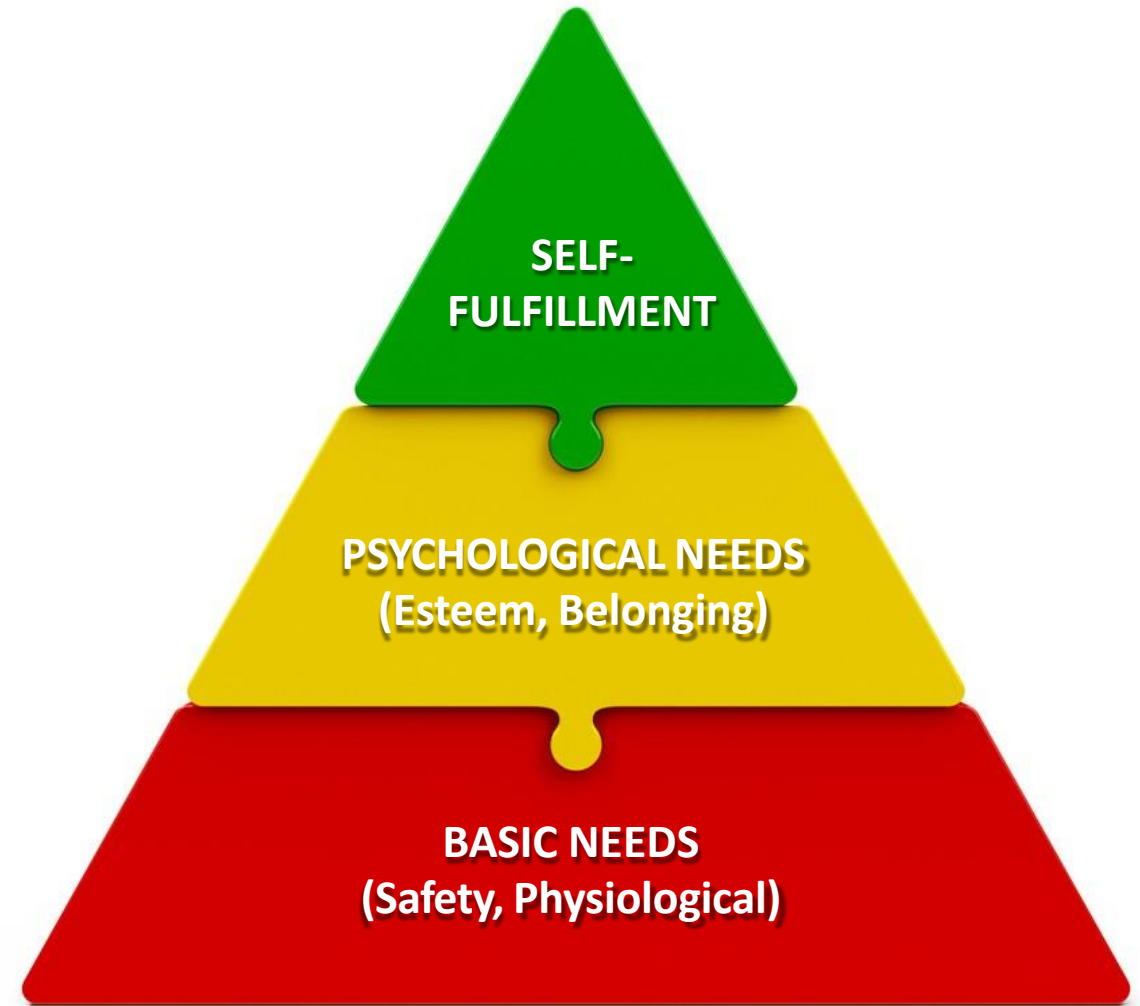 SELF-
FULFILLMENT
PSYCHOLOGICAL NEEDS
(Esteem, Belonging)
BASIC NEEDS
(Safety, Physiological)